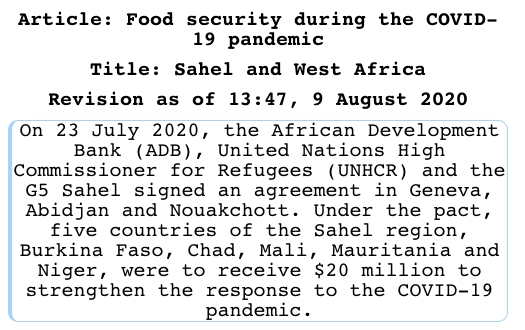 Article: Food security during the COVID-
19 pandemic
Title: Sahel and West Africa
Revision as of 13:47, 9 August 2020
On 23 July 2020, the African Development
Bank (ADB), United Nations High
Commissioner for Refugees (UNHCR) and the
G5 Sahel signed an agreement in Geneva,
Abidjan and Nouakchott. Under the pact,
five countries of the Sahel region,
Burkina Faso, Chad, Mali, Mauritania and
Niger, were to receive $20 million to
strengthen the response to the COVID-19
pandemic.